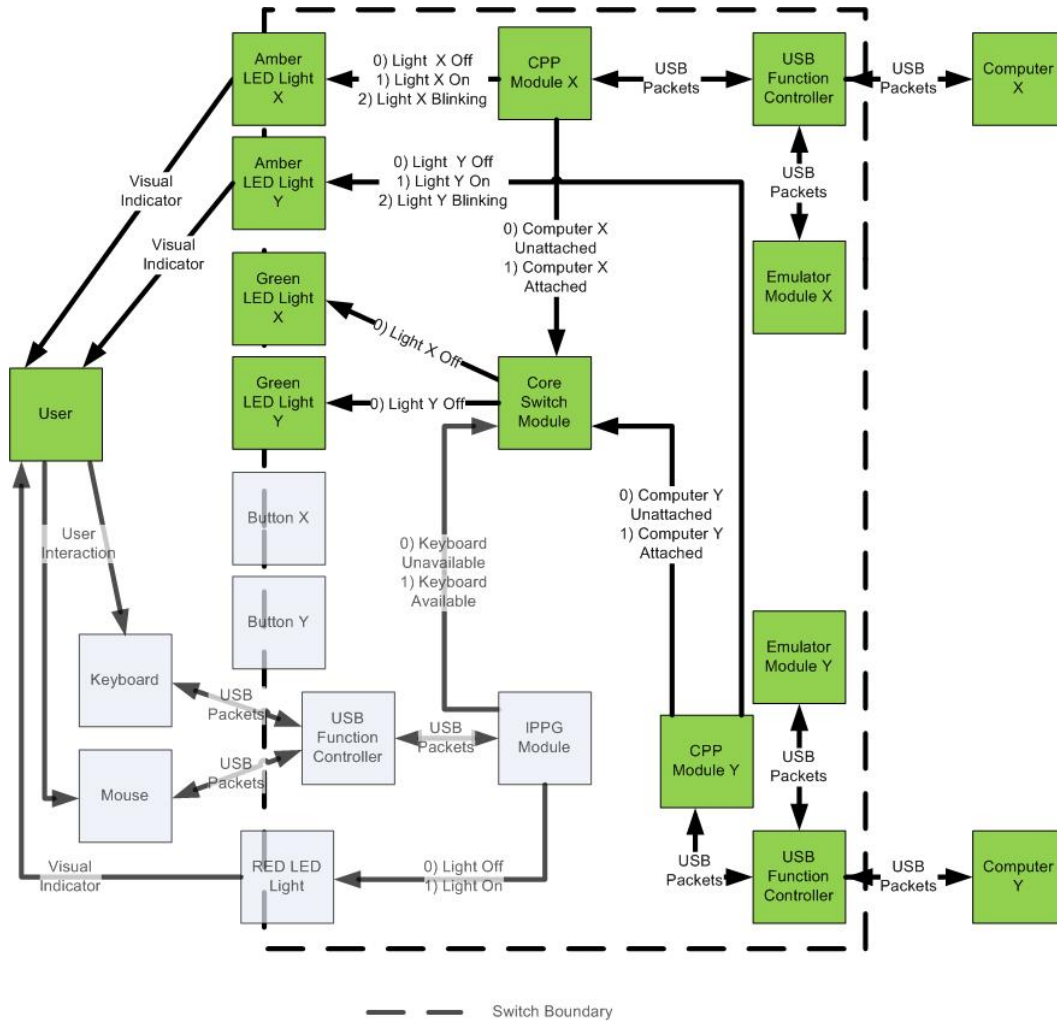 Amber
LED Light
X
0) Light X Off
1) Light X On
2) Light X Blinking
CPP
Module X
USB
Packets
USB
Function
Controller
USB
Packets
Computer
X
Amber
LED Light
Y
0) Light Y Off
1) Light Y On
2) Light Y Blinking
Visual
Indicator
USB
Packets
Visual
Indicator
0) Computer X
Unattached
1) Computer X
Attached
Emulator
Module X
Green
LED Light
X
0) Light X Off
User
Green
LED Light
Y
0) Light Y Off
Core
Switch
Module
Button X
0) Computer Y
Unattached
1) Computer Y
Attached
User
Interaction
0) Keyboard
Unavailable
1) Keyboard
Available
Button Y
Emulator
Module Y
Keyboard
USB
Packets
USB
Function
Controller
USB
Packets
IPPG
Module
CPP
Module Y
USB
Packets
Mouse
USB
Packets
Visual
Indicator
RED LED
Light
0) Light Off
1) Light On
USB
Packets
USB
Function
Controller
USB
Packets
Computer
Y
Switch Boundary